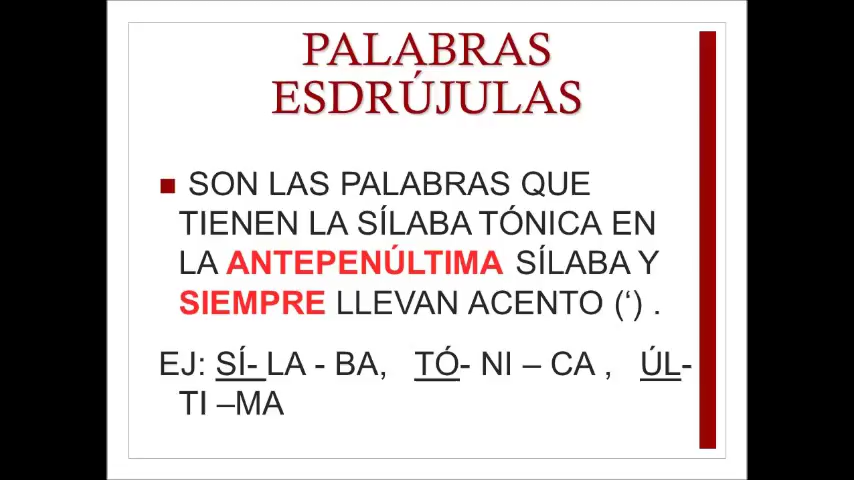 PALABRAS
ESDRÚJULAS
■ SON LAS PALABRAS QUE
TIENEN LA SÍLABA TÓNICA EN
LA ANTEPENÚLTIMA SÍLABA Y
SIEMPRE LLEVAN ACENTO (‘) .
EJ: SÍ- LA - BA, TÓ- NI – CA , ÚL-
TI –MA